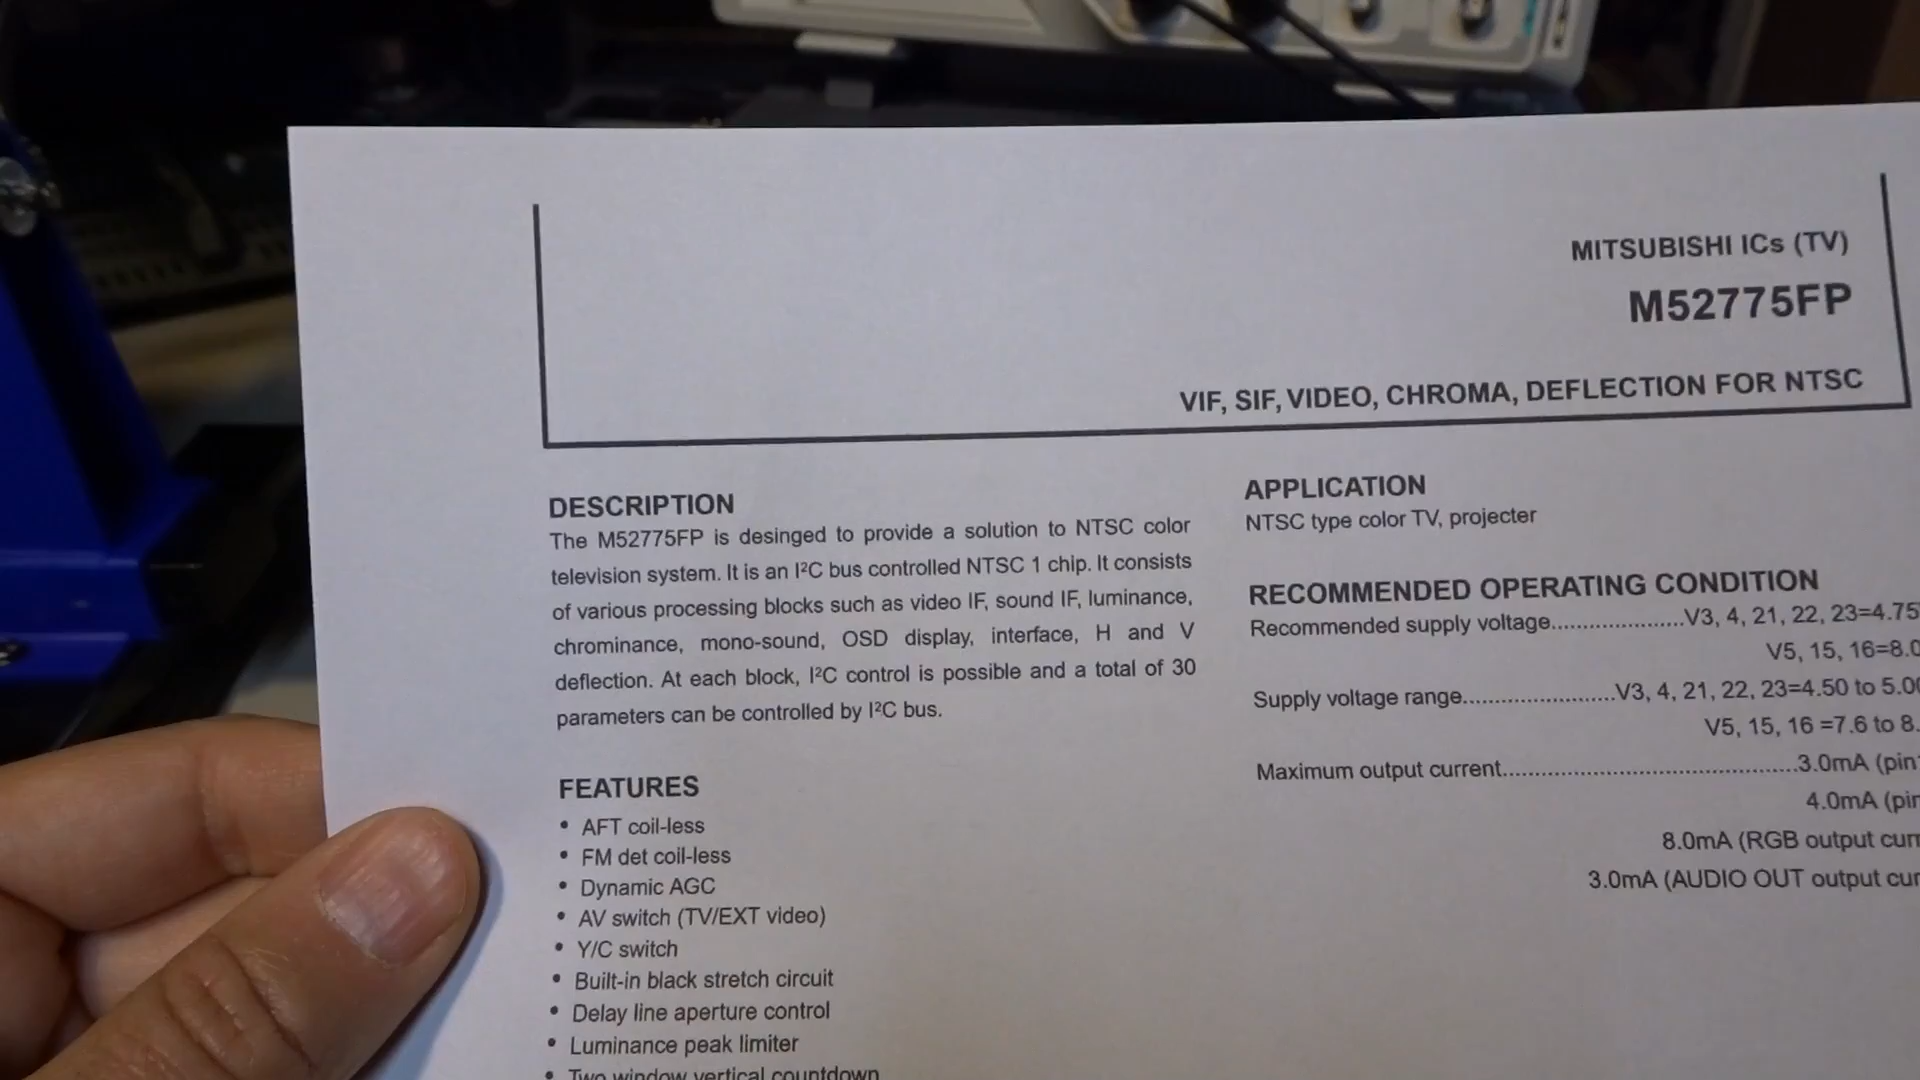 MITSUBISHI ICs (TV)
M52775FP
VIF, SIF, VIDEO, CHROMA, DEFLECTION FOR NTSC
DESCRIPTION
The M52775FP is desinged to provide a solution to NTSC color
television system. It is an I²C bus controlled NTSC 1 chip. It consists
of various processing blocks such as video IF, sound IF, luminance,
chrominance, mono-sound, OSD display, interface, H and V
deflection. At each block, I²C control is possible and a total of 30
parameters can be controlled by I²C bus.
FEATURES
• AFT coil-less
• FM det coil-less
• Dynamic AGC
• AV switch (TV/EXT video)
• Y/C switch
• Built-in black stretch circuit
• Delay line aperture control
• Luminance peak limiter
• Two window vertical countdown
APPLICATION
NTSC type color TV, projecter
RECOMMENDED OPERATING CONDITION
Recommended supply voltage....................V3, 4, 21, 22, 23=4.75
V5, 15, 16=8.0
Supply voltage range.......................V3, 4, 21, 22, 23=4.50 to 5.00
V5, 15, 16 =7.6 to 8.
Maximum output current............................................3.0mA (pin
4.0mA (pin
8.0mA (RGB output curr
3.0mA (AUDIO OUT output cur